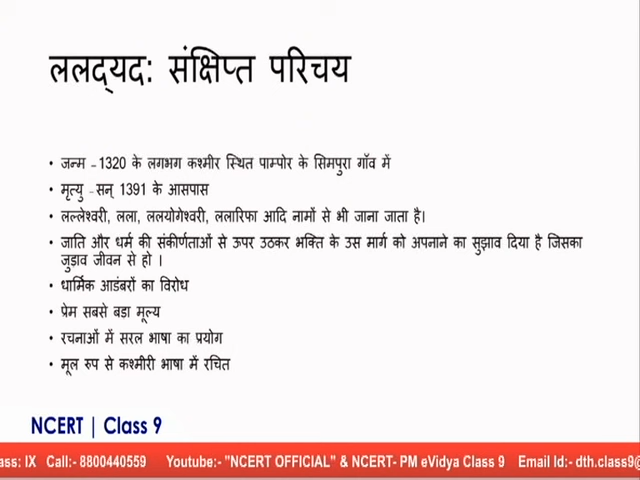 ललद्यद: संक्षिप्त परिचय
• जन्म – 1320 के लगभग कश्मीर स्थित पाम्पोर के सिमपुरा गाँव में
• मृत्यु – सन् 1391 के आसपास
• लल्लेश्वरी, लला, ललयोगेश्वरी, ललारिफा आदि नामों से भी जाना जाता है।
• जाति और धर्म की संकीर्णताओं से ऊपर उठकर भक्ति के उस मार्ग को अपनाने का सुझाव दिया है जिसका
जुड़ाव जीवन से हो ।
• धार्मिक आडंबरों का विरोध
• प्रेम सबसे बडा मूल्य
• रचनाओं में सरल भाषा का प्रयोग
• मूल रुप से कश्मीरी भाषा में रचित
NCERT | Class 9
ass: IX Call:- 8800440559 Youtube:- "NCERT OFFICIAL" & NCERT- PM eVidya Class 9 Email Id:- dth.class9@